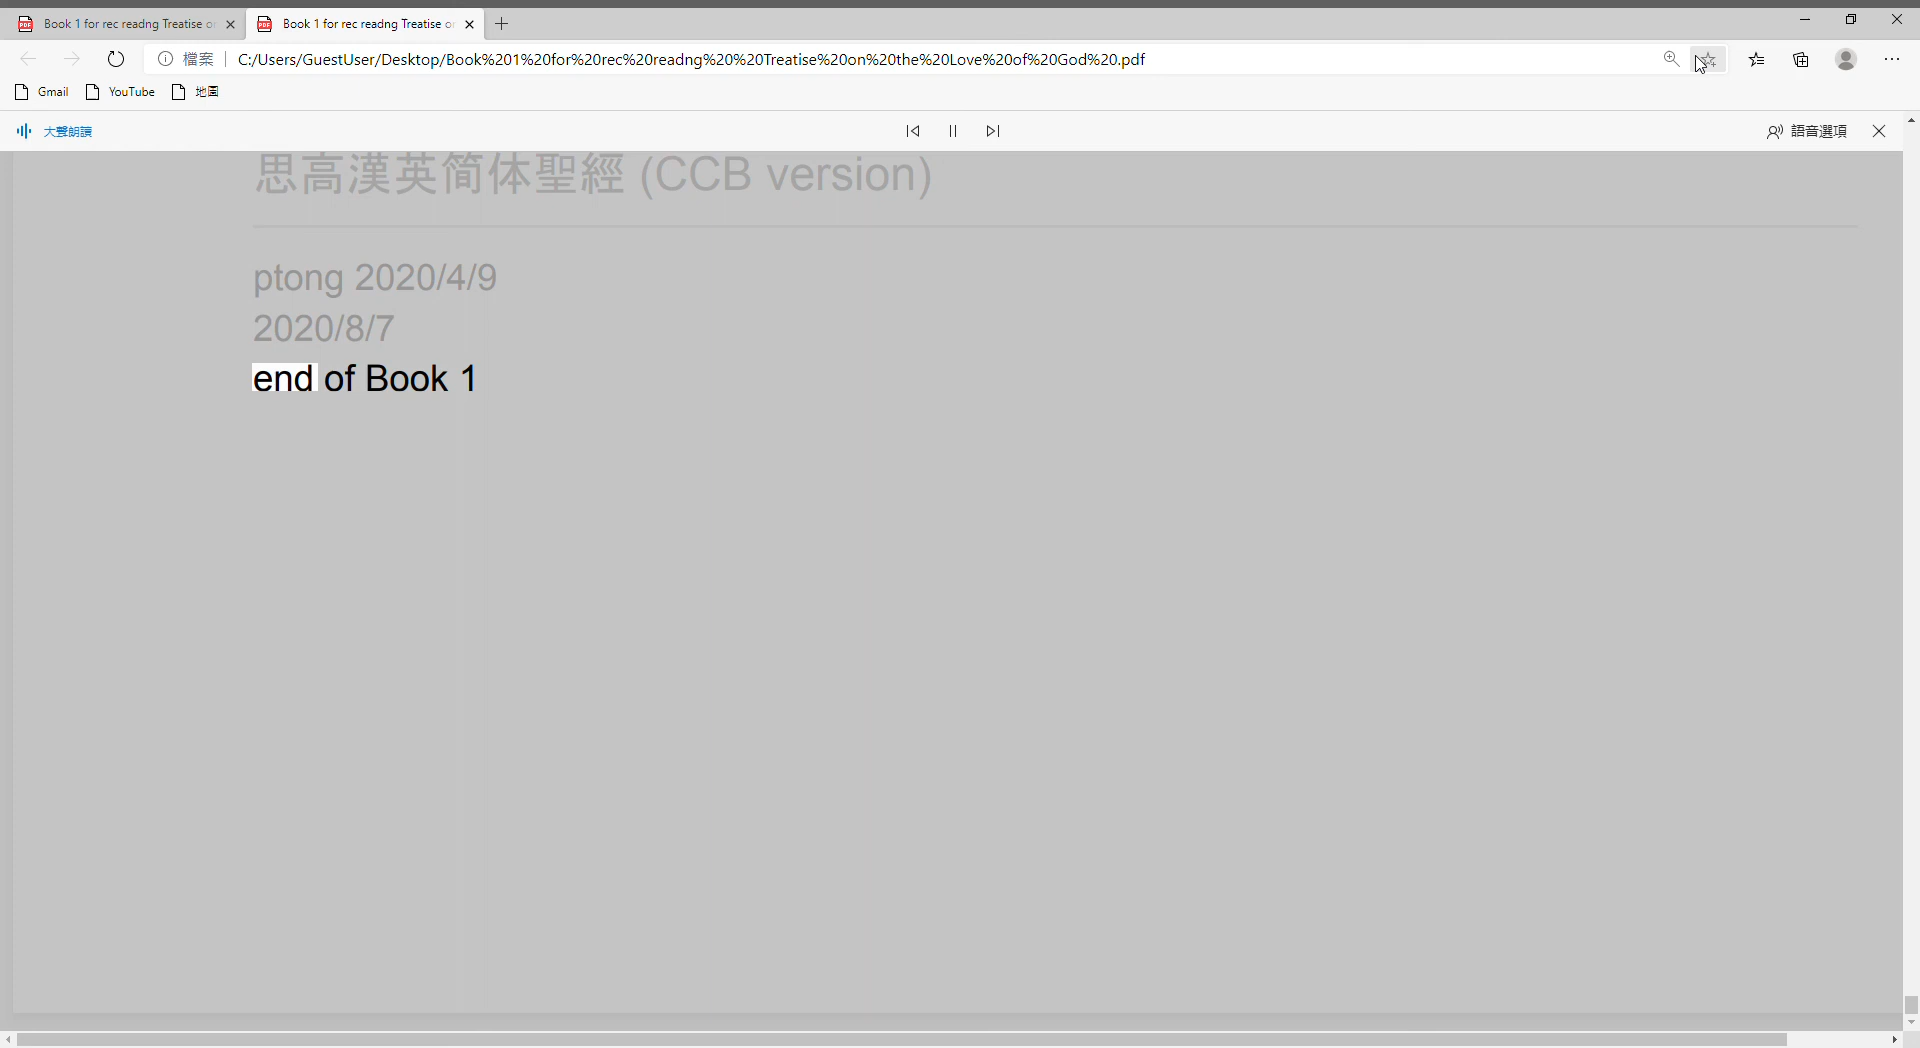 Book 1 for rec readng Treatise o
Book 1 for rec readng Treatise or
檔案
C:/Users/GuestUser/Desktop/Book%201%20for%20rec%20readng%20%20Treatise%20on%20the%20Love%20of%20God%20.pdf
Gmail
YouTube
地圖
大聲朗讀
語音選項
思高漢英简体聖經 (CCB version)
ptong 2020/4/9
2020/8/7
end of Book 1